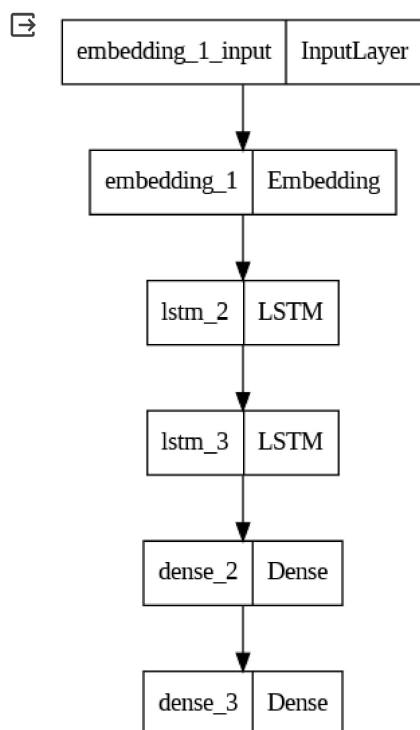 embedding_1_input InputLayer
embedding_1 Embedding
lstm_2 LSTM
lstm_3 LSTM
dense_2 Dense
dense_3 Dense